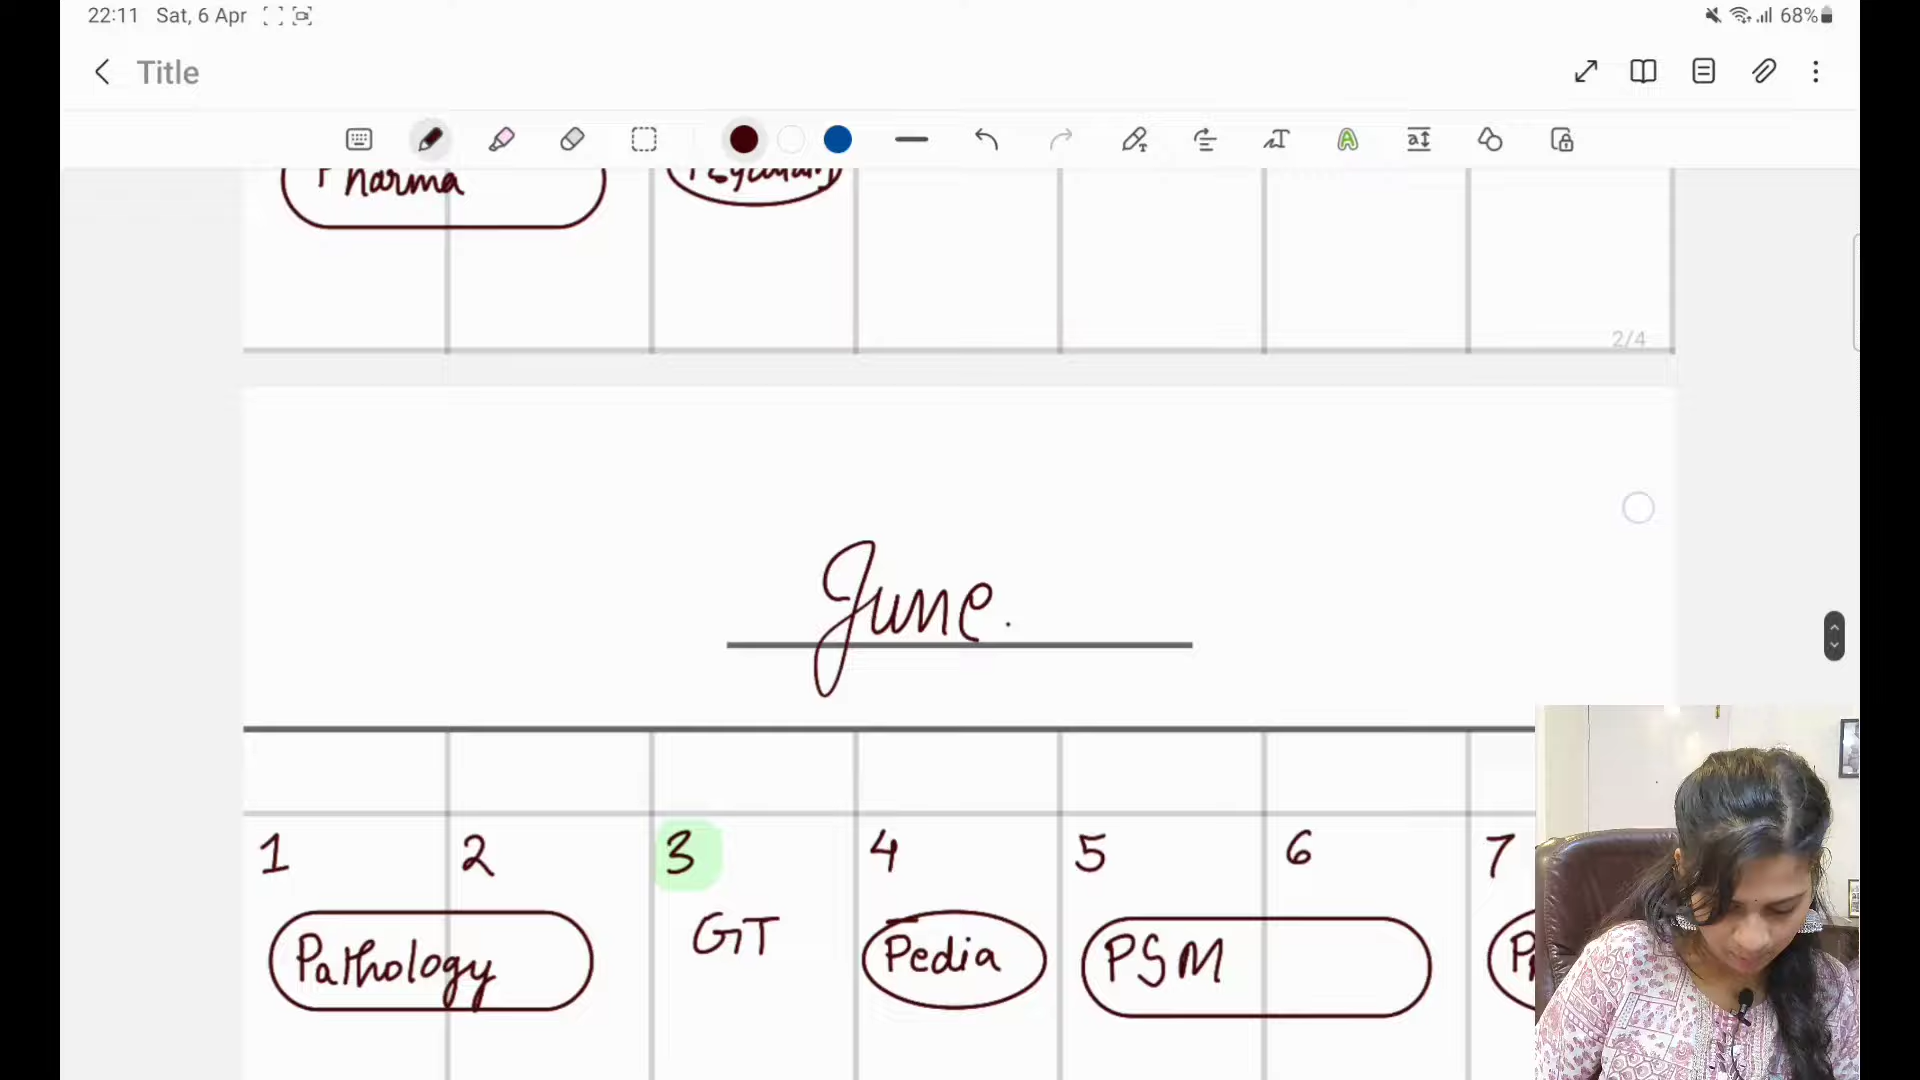 22:11 Sat, 6 Apr 68%
Title
Pharma
2/4
June.
1 2 3 4 5 6 7
GT
Pathology Pedia PSM